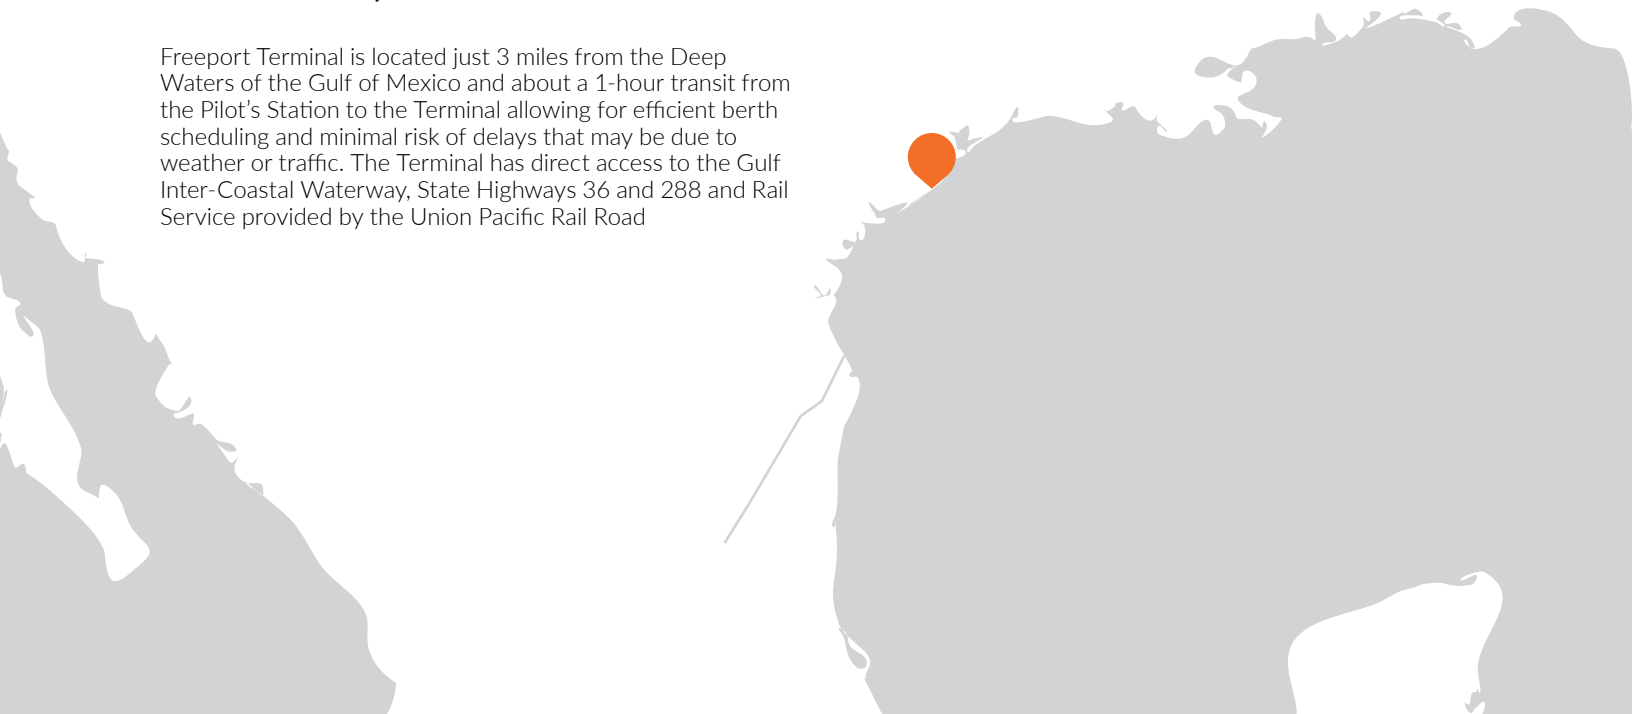 Freeport Terminal is located just 3 miles from the Deep
Waters of the Gulf of Mexico and about a 1-hour transit from
the Pilot’s Station to the Terminal allowing for efficient berth
scheduling and minimal risk of delays that may be due to
weather or traffic. The Terminal has direct access to the Gulf
Inter-Coastal Waterway, State Highways 36 and 288 and Rail
Service provided by the Union Pacific Rail Road